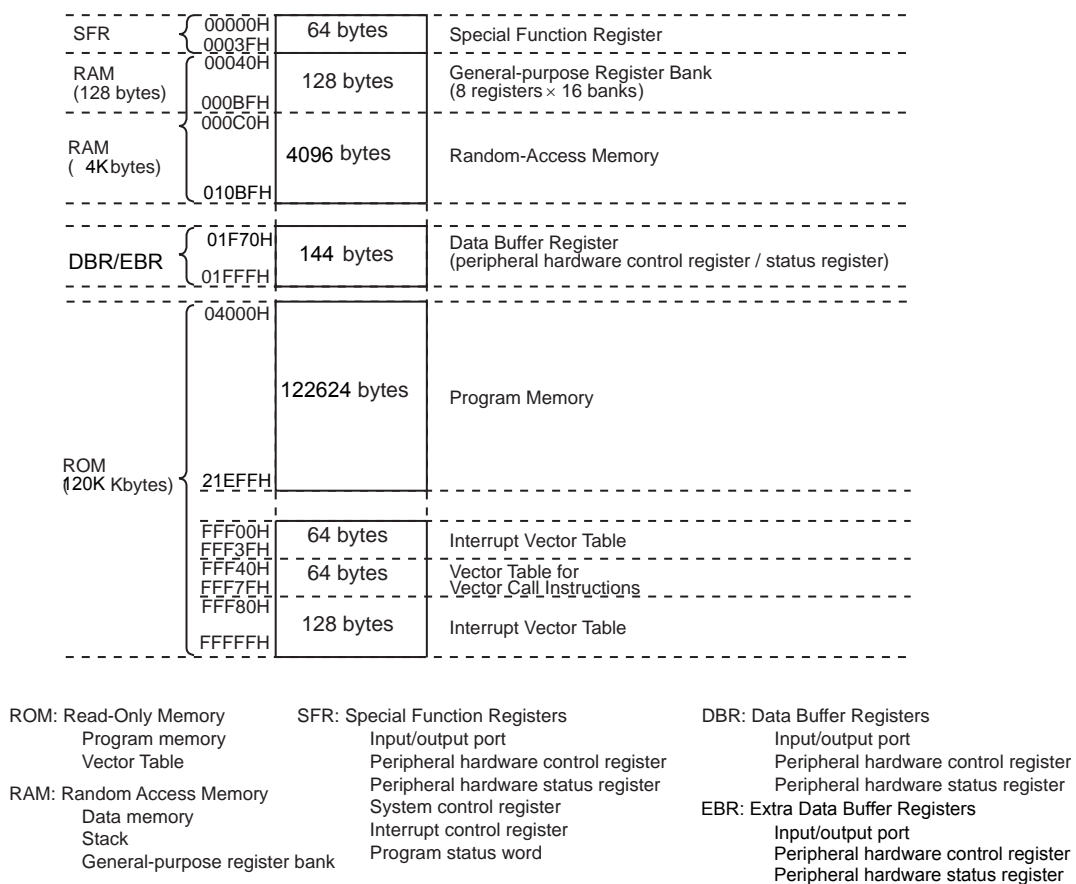 SFR 00000H 64 bytes Special Function Register
0003FH
RAM 00040H 128 bytes General-purpose Register Bank
(128 bytes) (8 registers × 16 banks)
000BFH
000C0H
RAM 4096 bytes Random-Access Memory
( 4Kbytes)
010BFH
01F70H Data Buffer Register
DBR/EBR 144 bytes (peripheral hardware control register / status register)
01FFFH
04000H
122624 bytes Program Memory
ROM
(120K Kbytes) 21EFFH
FFF00H 64 bytes Interrupt Vector Table
FFF3FH
FFF40H 64 bytes Vector Table for
FFF7FH Vector Call Instructions
FFF80H
128 bytes Interrupt Vector Table
FFFFFH
ROM: Read-Only Memory
Program memory
Vector Table
RAM: Random Access Memory
Data memory
Stack
General-purpose register bank
SFR: Special Function Registers
Input/output port
Peripheral hardware control register
Peripheral hardware status register
System control register
Interrupt control register
Program status word
DBR: Data Buffer Registers
Input/output port
Peripheral hardware control register
Peripheral hardware status register
EBR: Extra Data Buffer Registers
Input/output port
Peripheral hardware control register
Peripheral hardware status register